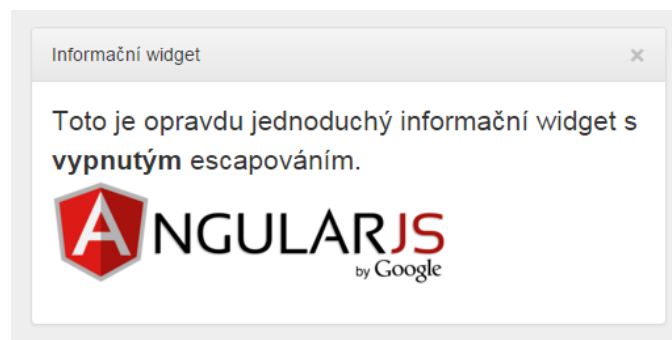 Informační widget ×
Toto je opravdu jednoduchý informační widget s
vypnutým escapováním.
ANGULARJS
by Google